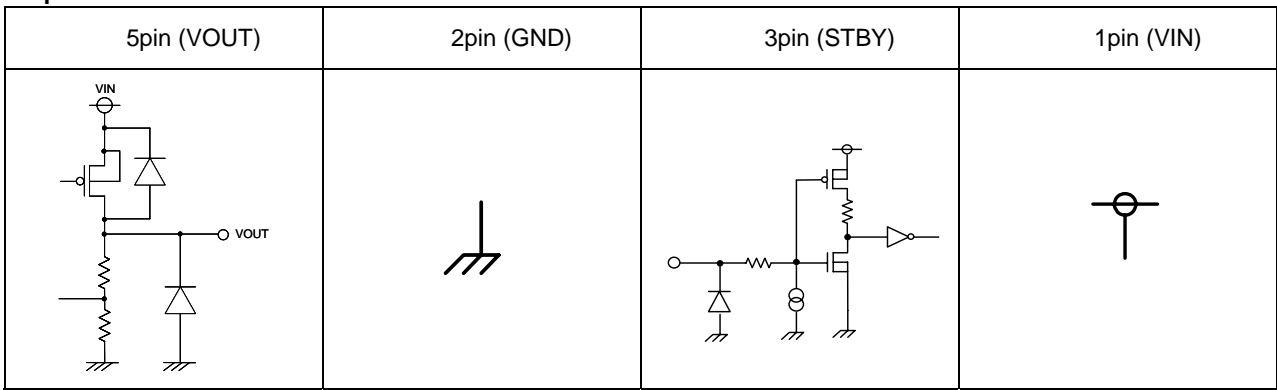 5pin (VOUT)
2pin (GND)
3pin (STBY)
1pin (VIN)
VIN
VOUT